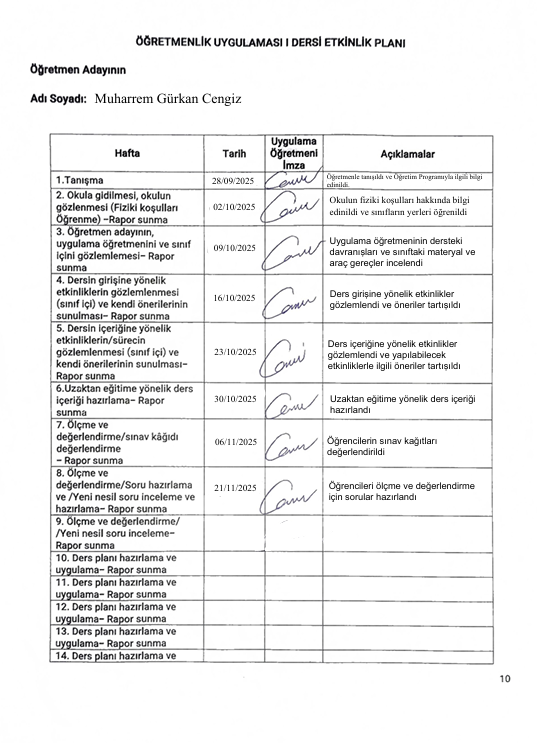 ÖĞRETMENLİK UYGULAMASI I DERSİ ETKİNLİK PLANI
Öğretmen Adayının
Adı Soyadı: Muharrem Gürkan Cengiz
Hafta
Tarih
Uygulama
Öğretmeni
İmza
Açıklamalar
1.Tanışma
28/09/2025
Öğretmenle tanışıldı ve Öğretim Programıyla ilgili bilgi
edinildi.
2. Okula gidilmesi, okulun
gözlenmesi (Fiziki koşulları
Öğrenme) –Rapor sunma
02/10/2025
Okulun fiziki koşulları hakkında bilgi
edinildi ve sınıfların yerleri öğrenildi
3. Öğretmen adayının,
uygulama öğretmenini ve sınıf
içini gözlemlemesi– Rapor
sunma
09/10/2025
Uygulama öğretmeninin dersteki
davranışları ve sınıftaki materyal ve
araç gereçler incelendi
4. Dersin girişine yönelik
etkinliklerin gözlemlenmesi
(sınıf içi) ve kendi önerilerinin
sunulması– Rapor sunma
16/10/2025
Ders girişine yönelik etkinlikler
gözlemlendi ve öneriler tartışıldı
5. Dersin içeriğine yönelik
etkinliklerin/sürecin
gözlemlenmesi (sınıf içi) ve
kendi önerilerinin sunulması–
Rapor sunma
23/10/2025
Ders içeriğine yönelik etkinlikler
gözlemlendi ve yapılabilecek
etkinliklerle ilgili öneriler tartışıldı
6.Uzaktan eğitime yönelik ders
içeriği hazırlama– Rapor
sunma
30/10/2025
Uzaktan eğitime yönelik ders içeriği
hazırlandı
7. Ölçme ve
değerlendirme/sınav kâğıdı
değerlendirme
– Rapor sunma
06/11/2025
Öğrencilerin sınav kağıtları
değerlendirildi
8. Ölçme ve
değerlendirme/Soru hazırlama
ve /Yeni nesil soru inceleme ve
hazırlama– Rapor sunma
21/11/2025
Öğrencileri ölçme ve değerlendirme
için sorular hazırlandı
9. Ölçme ve değerlendirme/
/Yeni nesil soru inceleme–
Rapor sunma
10. Ders planı hazırlama ve
uygulama– Rapor sunma
11. Ders planı hazırlama ve
uygulama– Rapor sunma
12. Ders planı hazırlama ve
uygulama– Rapor sunma
13. Ders planı hazırlama ve
uygulama– Rapor sunma
14. Ders planı hazırlama ve
10